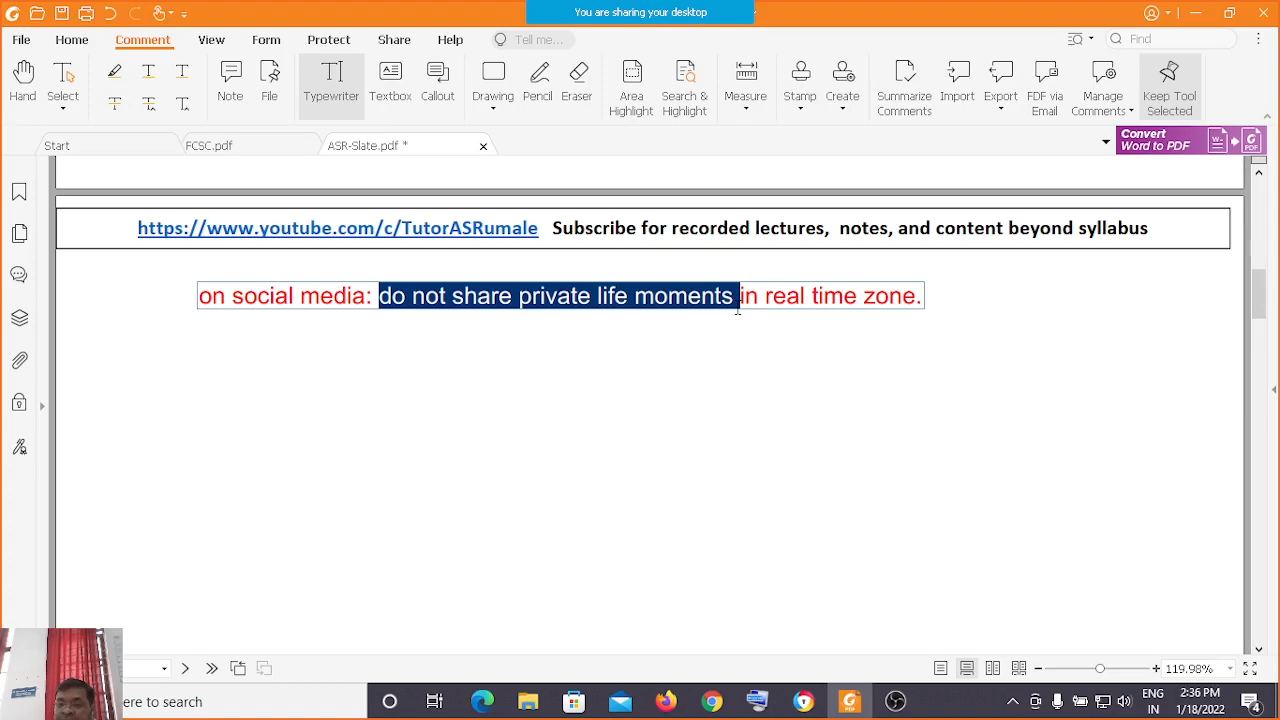 You are sharing your desktop
File Home Comment View Form Protect Share Help Tell me... Find
Hand Select Note File Typewriter Textbox Callout Drawing Pencil Eraser Area Highlight Search & Highlight Measure Stamp Create Summarize Comments Import Export PDF via Email Manage Comments Keep Tool Selected
Start FCSC.pdf ASR-Slate.pdf * Convert Word to PDF
https://www.youtube.com/c/TutorASRumale Subscribe for recorded lectures, notes, and content beyond syllabus
on social media: do not share private life moments in real time zone.
119.98%
here to search ENG IN 2:36 PM 1/18/2022 4